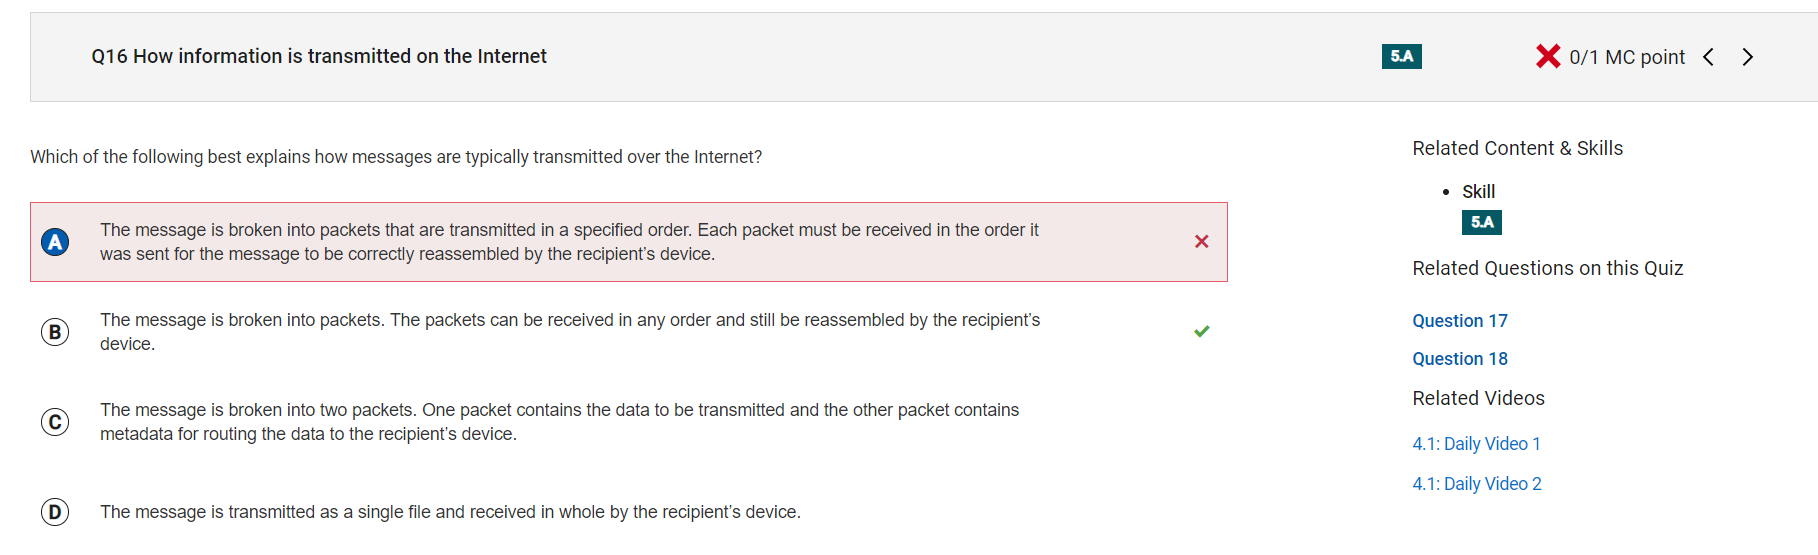 Q16 How information is transmitted on the Internet
5.A
0/1 MC point
Which of the following best explains how messages are typically transmitted over the Internet?
A
The message is broken into packets that are transmitted in a specified order. Each packet must be received in the order it
was sent for the message to be correctly reassembled by the recipient’s device.
B
The message is broken into packets. The packets can be received in any order and still be reassembled by the recipient’s
device.
C
The message is broken into two packets. One packet contains the data to be transmitted and the other packet contains
metadata for routing the data to the recipient’s device.
D
The message is transmitted as a single file and received in whole by the recipient’s device.
Related Content & Skills
• Skill
5.A
Related Questions on this Quiz
Question 17
Question 18
Related Videos
4.1: Daily Video 1
4.1: Daily Video 2